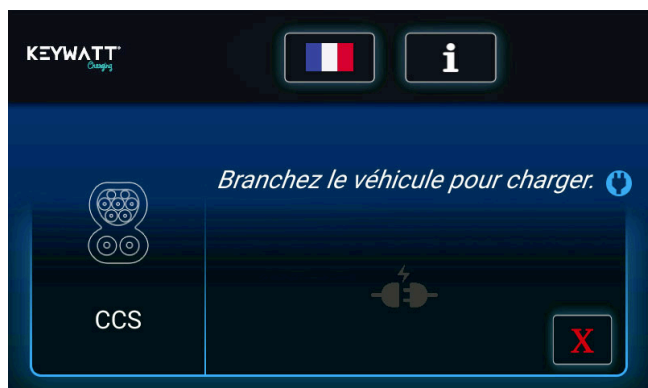 KEYWATT
Charging
i
Branchez le véhicule pour charger.
CCS
X